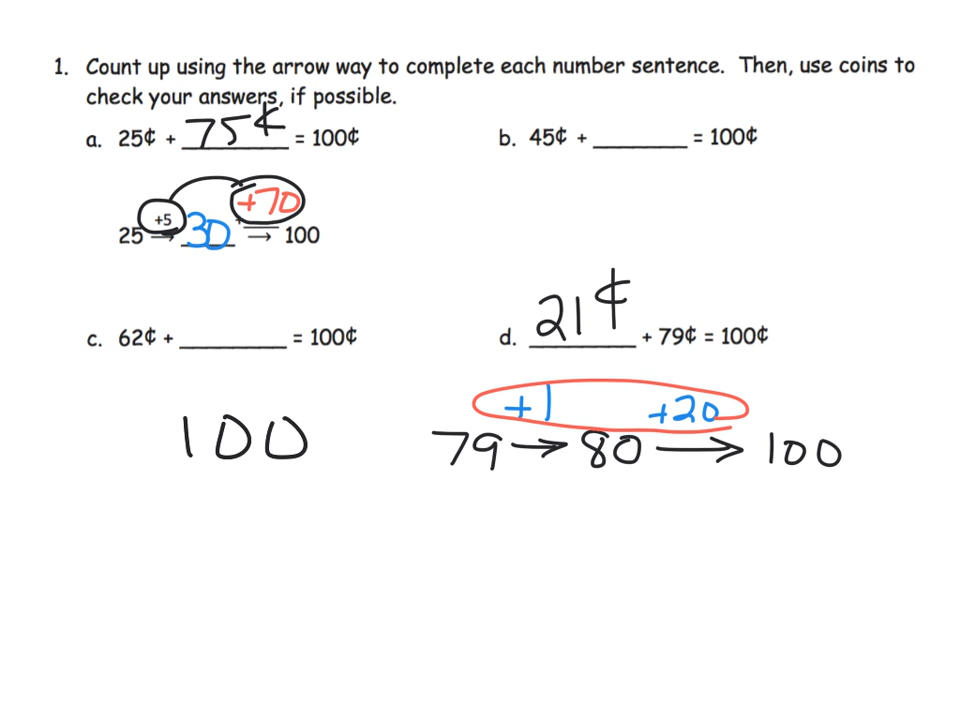 1. Count up using the arrow way to complete each number sentence. Then, use coins to
check your answers, if possible.
a. 25¢ + 75¢ = 100¢
b. 45¢ + ________ = 100¢
+5 +70
25 → 30 → 100
c. 62¢ + ________ = 100¢
d. 21¢ + 79¢ = 100¢
100
+1 +20
79 → 80 → 100